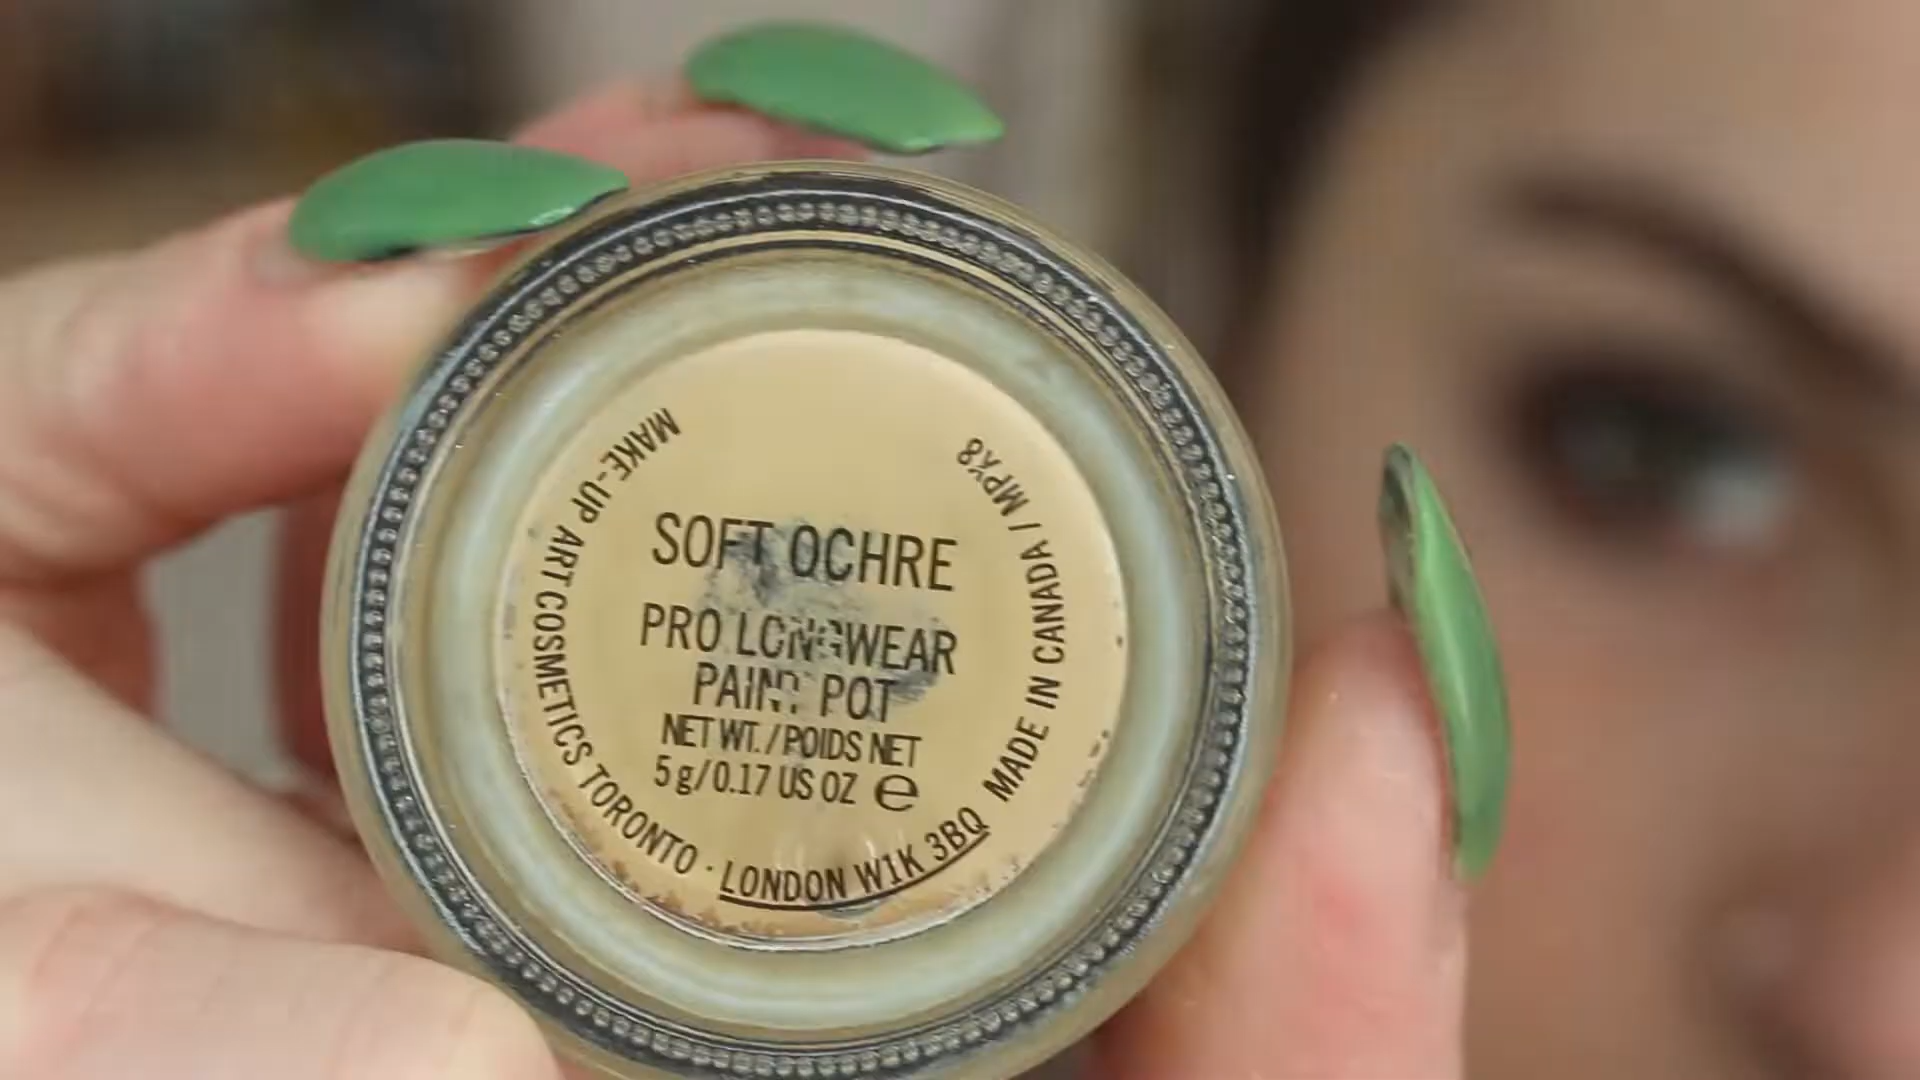 SOFT OCHRE
PRO LONGWEAR
PAINT POT
NET WT. / POIDS NET
5 g / 0.17 US OZ e
MAKE-UP ART COSMETICS TORONTO · LONDON W1K 3BQ MADE IN CANADA / MPX8